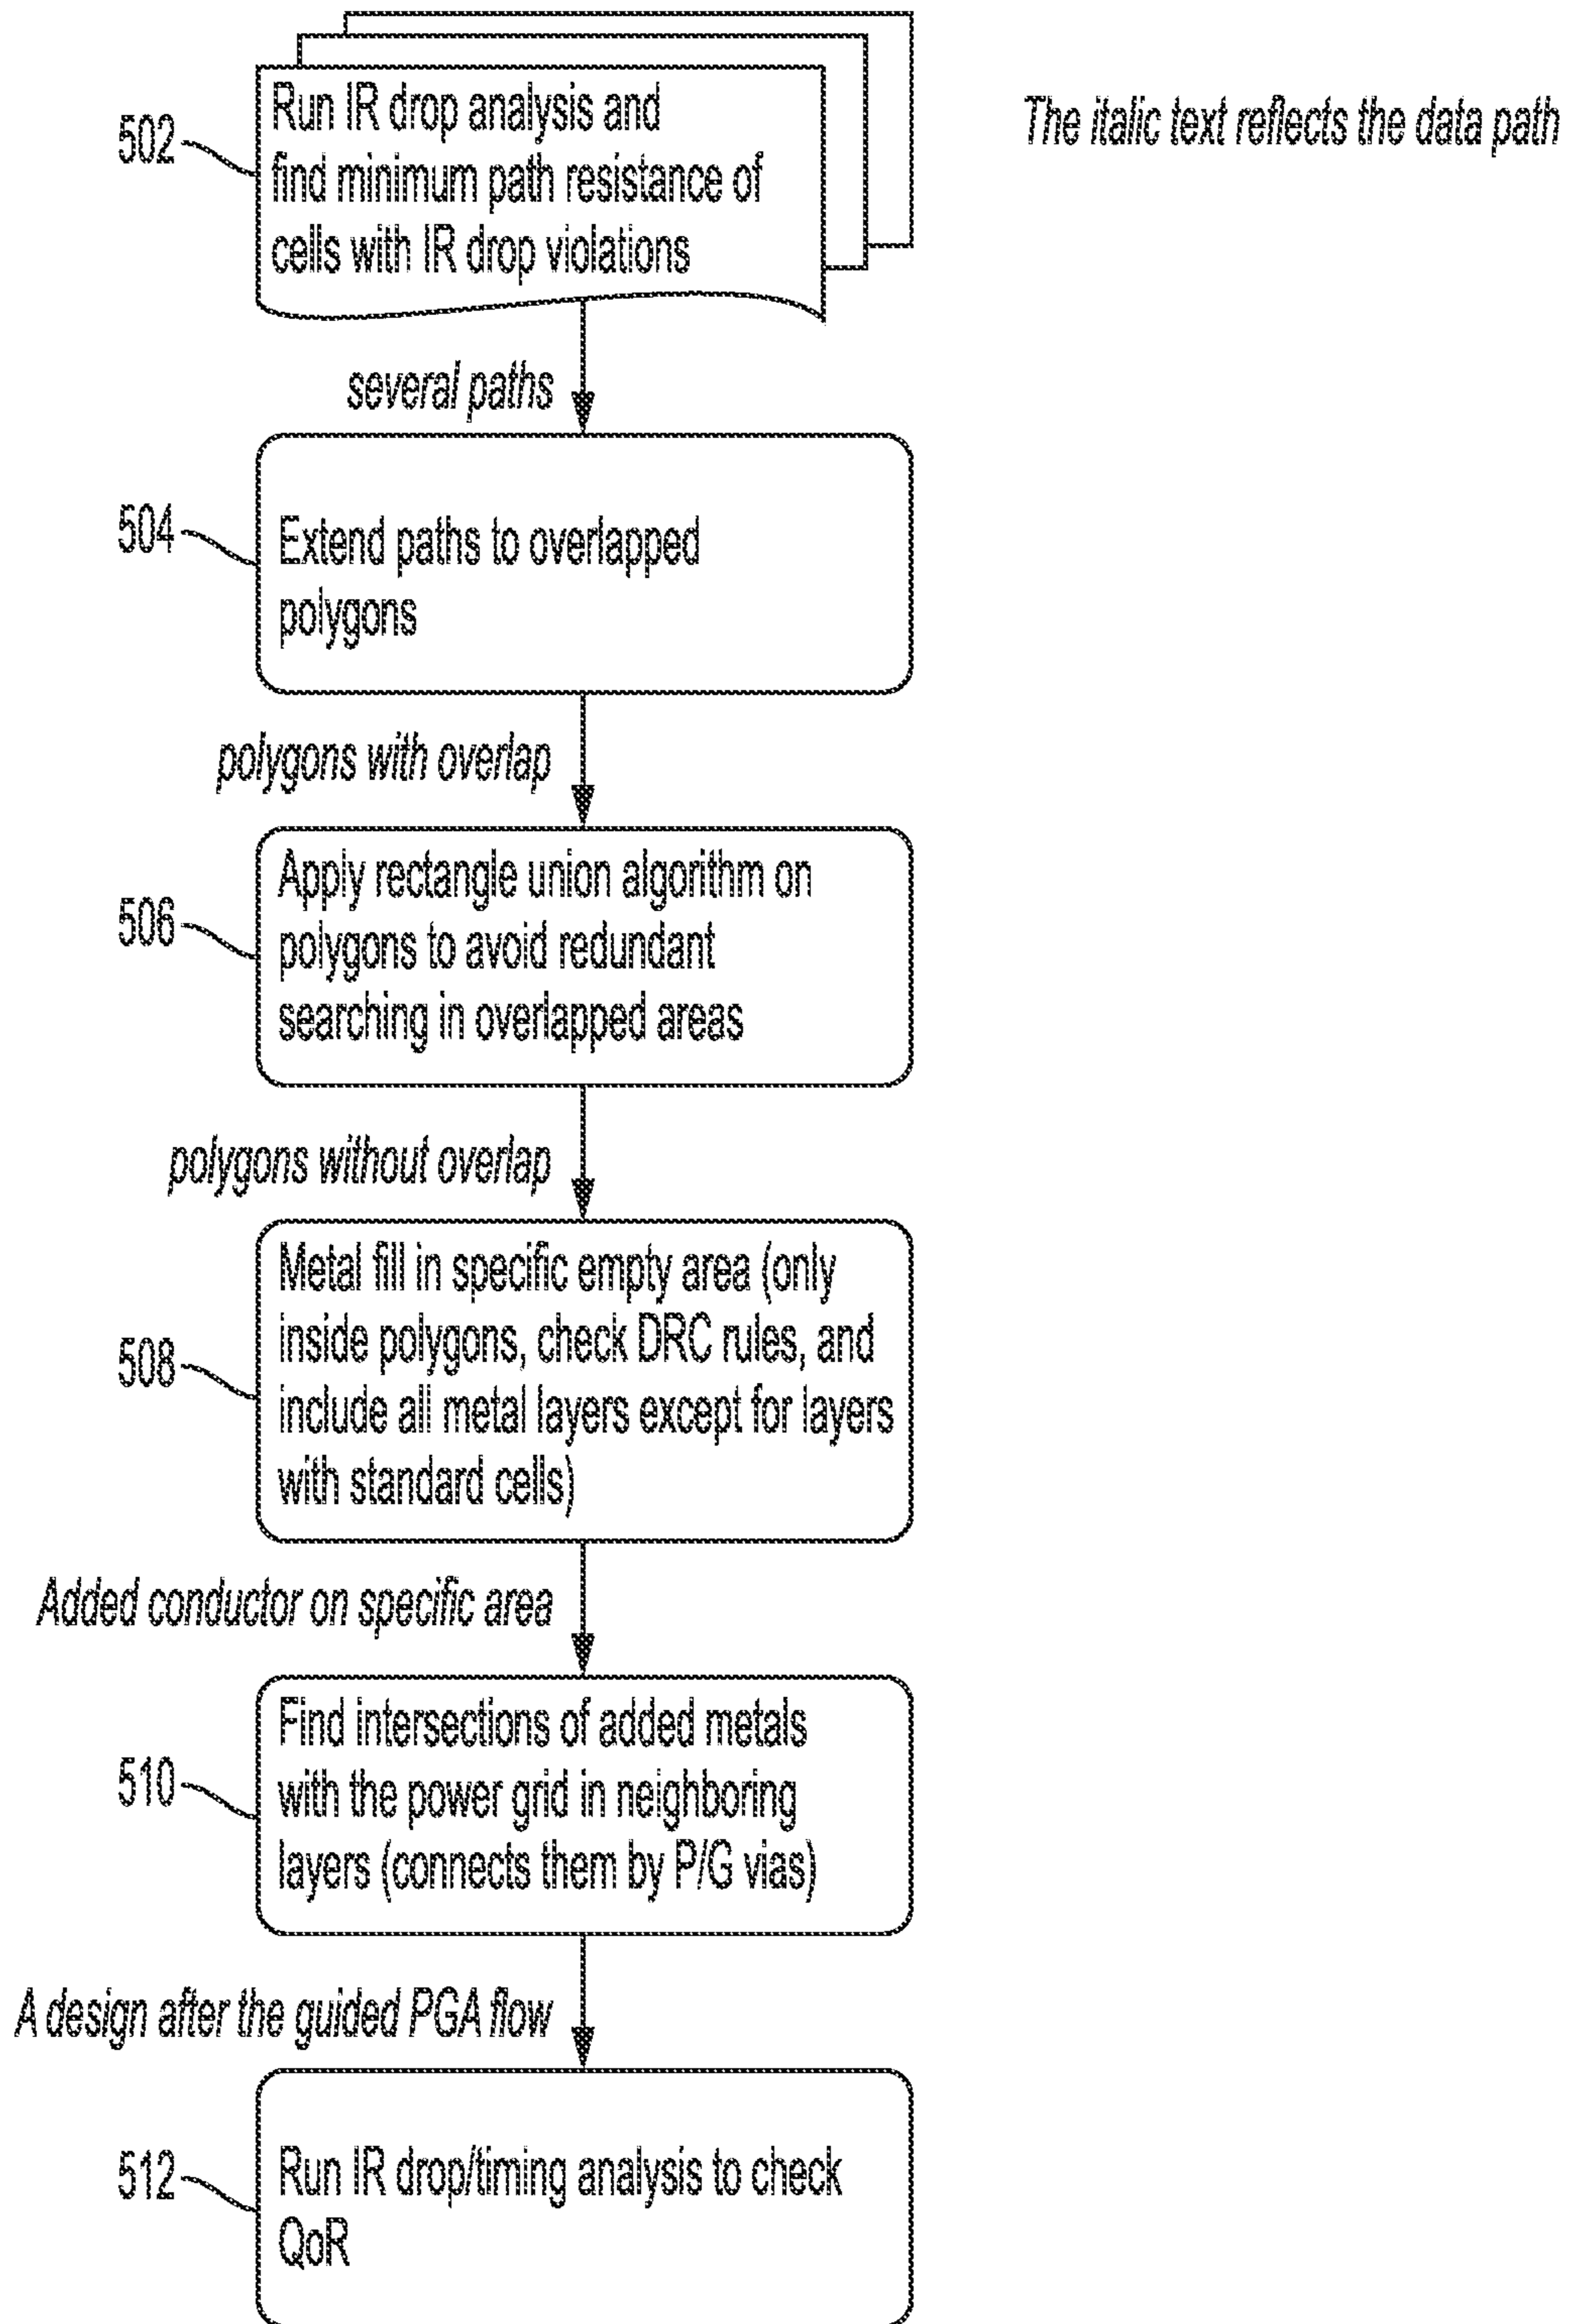 502
Run IR drop analysis and
find minimum path resistance of
cells with IR drop violations
The italic text reflects the data path
several paths
504
Extend paths to overlapped
polygons
polygons with overlap
506
Apply rectangle union algorithm on
polygons to avoid redundant
searching in overlapped areas
polygons without overlap
508
Metal fill in specific empty area (only
inside polygons, check DRC rules, and
include all metal layers except for layers
with standard cells)
Added conductor on specific area
510
Find intersections of added metals
with the power grid in neighboring
layers (connects them by P/G vias)
A design after the guided PGA flow
512
Run IR drop/timing analysis to check
QoR